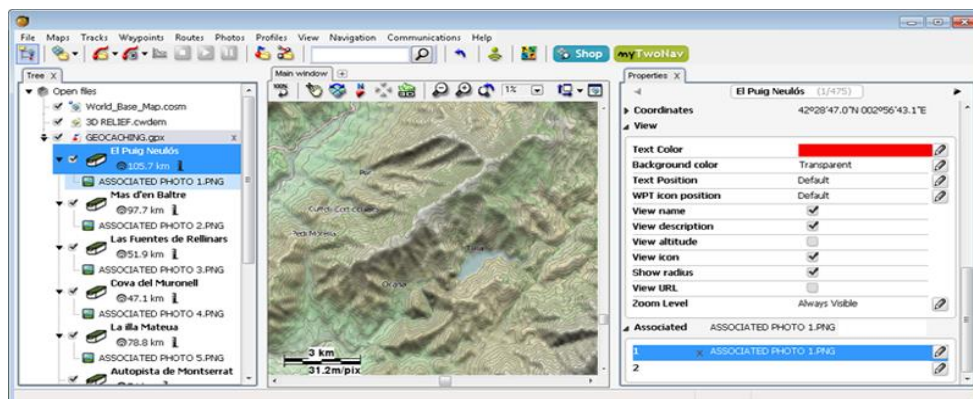 File Maps Tracks Waypoints Routes Photos Profiles View Navigation Communications Help
Shop
myTwoNav
Tree X
Open files
World_Base_Map.cosm
3D RELIEF.cwdem
GEOCACHING.gpx x
El Puig Neulós
105.7 km
ASSOCIATED PHOTO 1.PNG
Mas d'en Baltre
97.7 km
ASSOCIATED PHOTO 2.PNG
Las Fuentes de Rellinars
51.9 km
ASSOCIATED PHOTO 3.PNG
Cova del Muronell
47.1 km
ASSOCIATED PHOTO 4.PNG
La illa Mateua
78.8 km
ASSOCIATED PHOTO 5.PNG
Autopista de Montserrat
Main window
100%
1%
Tona
3 km
31.2m/pix
Properties X
El Puig Neulós (1/475)
Coordinates 42º28'47.0"N 002º56'43.1"E
View
Text Color
Background color Transparent
Text Position Default
WPT icon position Default
View name
View description
View altitude
View icon
Show radius
View URL
Zoom Level Always Visible
Associated ASSOCIATED PHOTO 1.PNG
1 x ASSOCIATED PHOTO 1.PNG
2